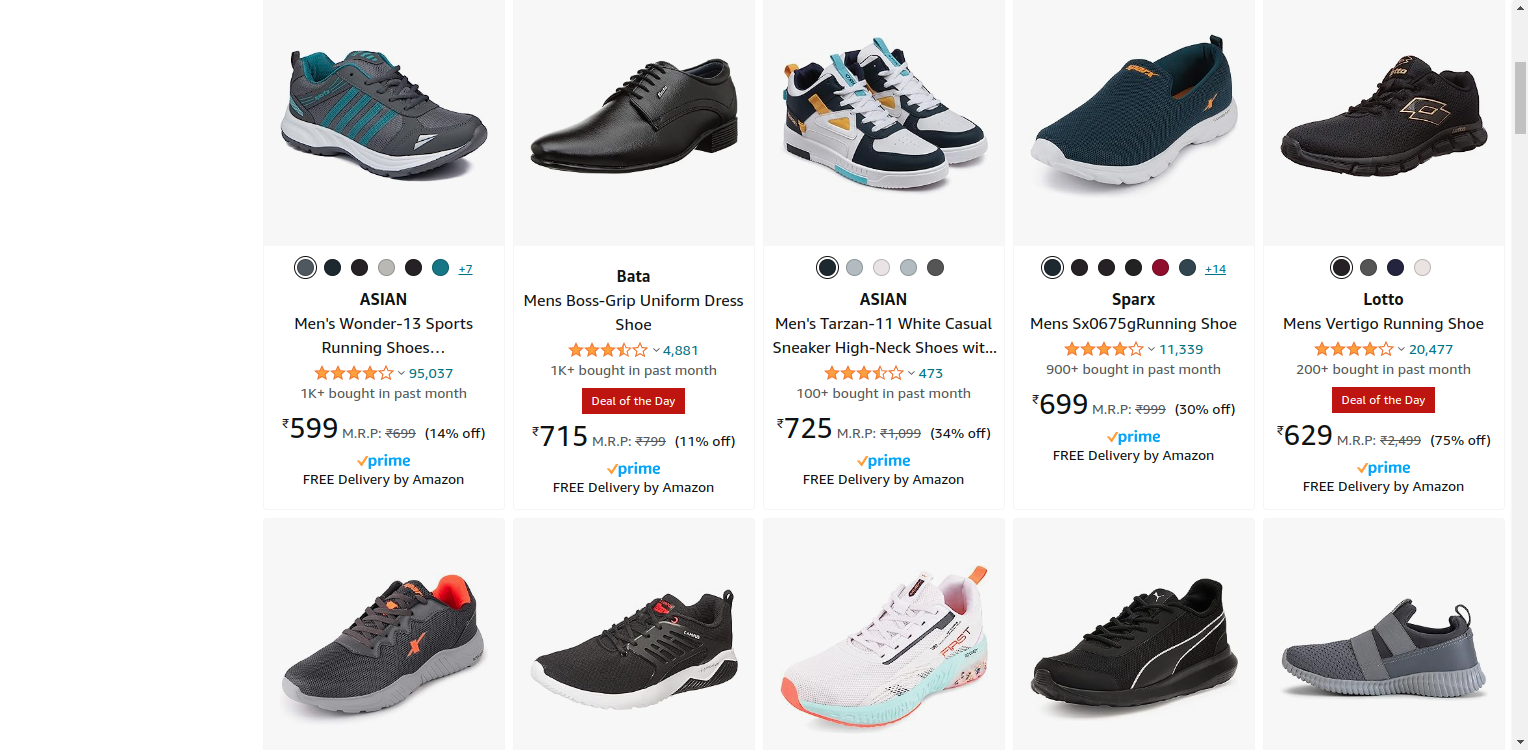 +7
ASIAN
Men's Wonder-13 Sports
Running Shoes…
95,037
1K+ bought in past month
₹599 M.R.P: ₹699 (14% off)
prime
FREE Delivery by Amazon
Bata
Mens Boss-Grip Uniform Dress
Shoe
4,881
1K+ bought in past month
Deal of the Day
₹715 M.R.P: ₹799 (11% off)
prime
FREE Delivery by Amazon
ASIAN
Men's Tarzan-11 White Casual
Sneaker High-Neck Shoes wit...
473
100+ bought in past month
₹725 M.R.P: ₹1,099 (34% off)
prime
FREE Delivery by Amazon
sparx
+14
Sparx
Mens Sx0675gRunning Shoe
11,339
900+ bought in past month
₹699 M.R.P: ₹999 (30% off)
prime
FREE Delivery by Amazon
lotto
Lotto
Mens Vertigo Running Shoe
20,477
200+ bought in past month
Deal of the Day
₹629 M.R.P: ₹2,499 (75% off)
prime
FREE Delivery by Amazon
CAMPUS
FIRST